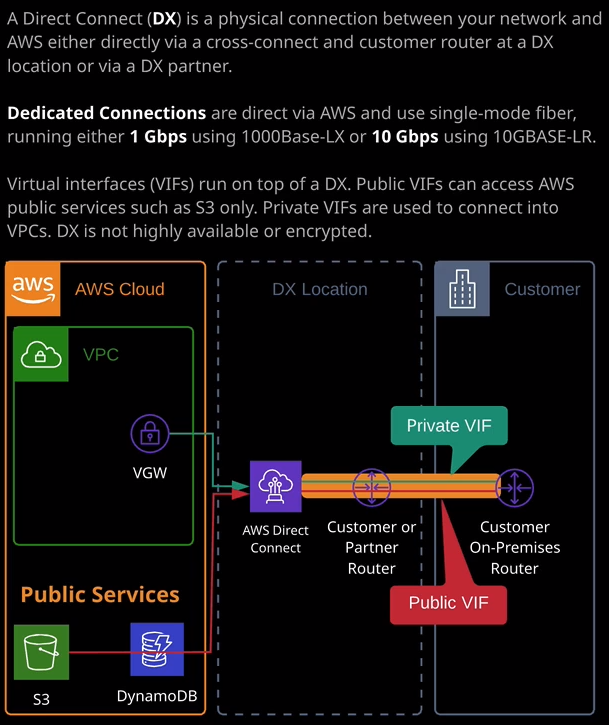 A Direct Connect (DX) is a physical connection between your network and
AWS either directly via a cross-connect and customer router at a DX
location or via a DX partner.
Dedicated Connections are direct via AWS and use single-mode fiber,
running either 1 Gbps using 1000Base-LX or 10 Gbps using 10GBASE-LR.
Virtual interfaces (VIFs) run on top of a DX. Public VIFs can access AWS
public services such as S3 only. Private VIFs are used to connect into
VPCs. DX is not highly available or encrypted.
aws
AWS Cloud
DX Location
Customer
VPC
Private VIF
VGW
AWS Direct
Connect
Customer or
Partner
Router
Customer
On-Premises
Router
Public Services
Public VIF
S3
DynamoDB